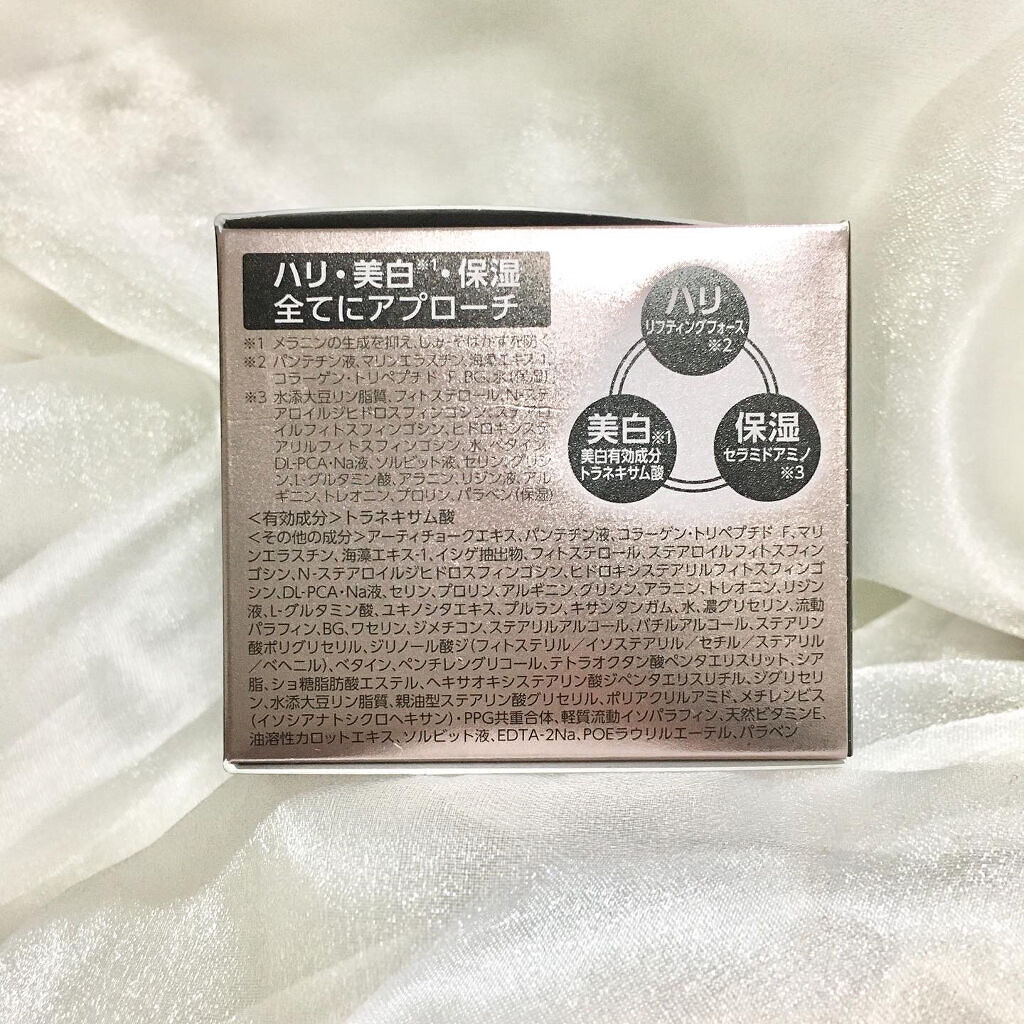 ハリ・美白※1・保湿
全てにアプローチ
※1 メラニンの生成を抑え、しみ・そばかすを防ぐ
※2 パンテチン液、マリンエラスチン、海藻エキス-1、
コラーゲン・トリペプチド F、BG、水(保湿)
※3 水添大豆リン脂質、フィトステロール、N-ステ
アロイルジヒドロスフィンゴシン、ステアロ
イルフィトスフィンゴシン、ヒドロキシステ
アリルフィトスフィンゴシン、水、ベタイン、
DL-PCA・Na液、ソルビット液、セリン、グリシ
ン、L-グルタミン酸、アラニン、リジン液、アル
ギニン、トレオニン、プロリン、パラベン(保湿)
ハリ
リフティングフォース
※2
美白※1
美白有効成分
トラネキサム酸
保湿
セラミドアミノ
※3
<有効成分>トラネキサム酸
<その他の成分>アーティチョークエキス、パンテチン液、コラーゲン・トリペプチド F、マリ
ンエラスチン、海藻エキス-1、イシゲ抽出物、フィトステロール、ステアロイルフィトスフィン
ゴシン、N-ステアロイルジヒドロスフィンゴシン、ヒドロキシステアリルフィトスフィンゴ
シン、DL-PCA・Na液、セリン、プロリン、アルギニン、グリシン、アラニン、トレオニン、リジン
液、L-グルタミン酸、ユキノシタエキス、プルラン、キサンタンガム、水、濃グリセリン、流動
パラフィン、BG、ワセリン、ジメチコン、ステアリルアルコール、バチルアルコール、ステアリン
酸ポリグリセリル、ジリノール酸ジ(フィトステリル/イソステアリル/セチル/ステアリル
/ベヘニル)、ベタイン、ペンチレングリコール、テトラオクタン酸ペンタエリスリット、シア
脂、ショ糖脂肪酸エステル、ヘキサオキシステアリン酸ジペンタエリスリチル、ジグリセリ
ン、水添大豆リン脂質、親油型ステアリン酸グリセリル、ポリアクリルアミド、メチレンビス
(イソシアナトシクロヘキサン)・PPG共重合体、軽質流動イソパラフィン、天然ビタミンE、
油溶性カロットエキス、ソルビット液、EDTA-2Na、POEラウリルエーテル、パラベン